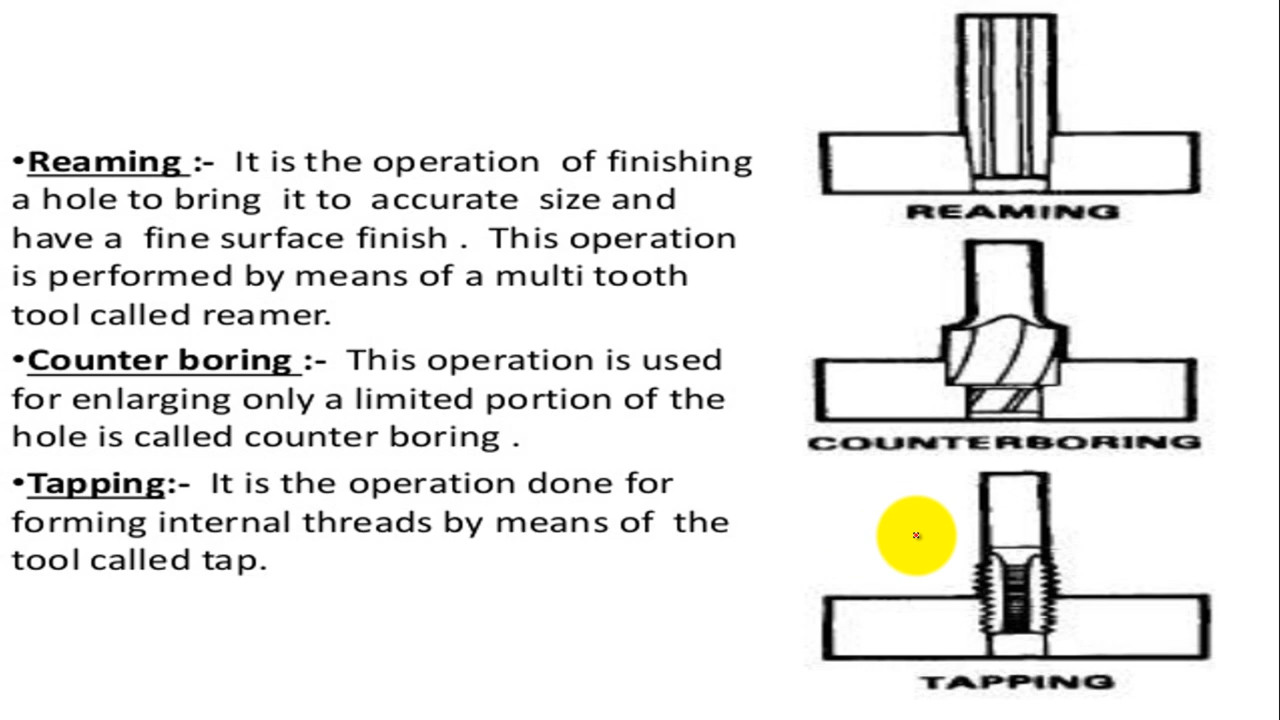 •Reaming :- It is the operation of finishing
a hole to bring it to accurate size and
have a fine surface finish . This operation
is performed by means of a multi tooth
tool called reamer.
•Counter boring :- This operation is used
for enlarging only a limited portion of the
hole is called counter boring .
•Tapping:- It is the operation done for
forming internal threads by means of the
tool called tap.
REAMING
COUNTERBORING
TAPPING